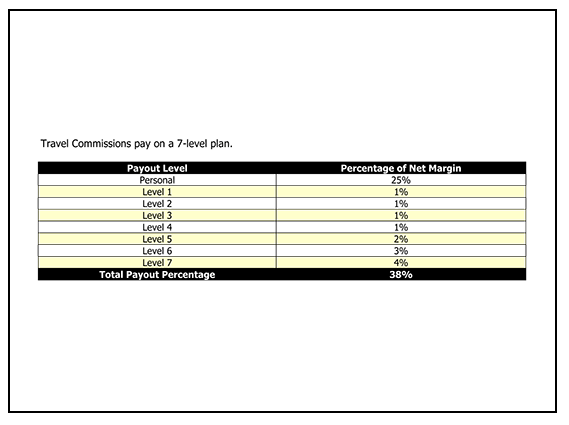 Travel Commissions pay on a 7-level plan.
Payout Level Percentage of Net Margin
Personal 25%
Level 1 1%
Level 2 1%
Level 3 1%
Level 4 1%
Level 5 2%
Level 6 3%
Level 7 4%
Total Payout Percentage 38%